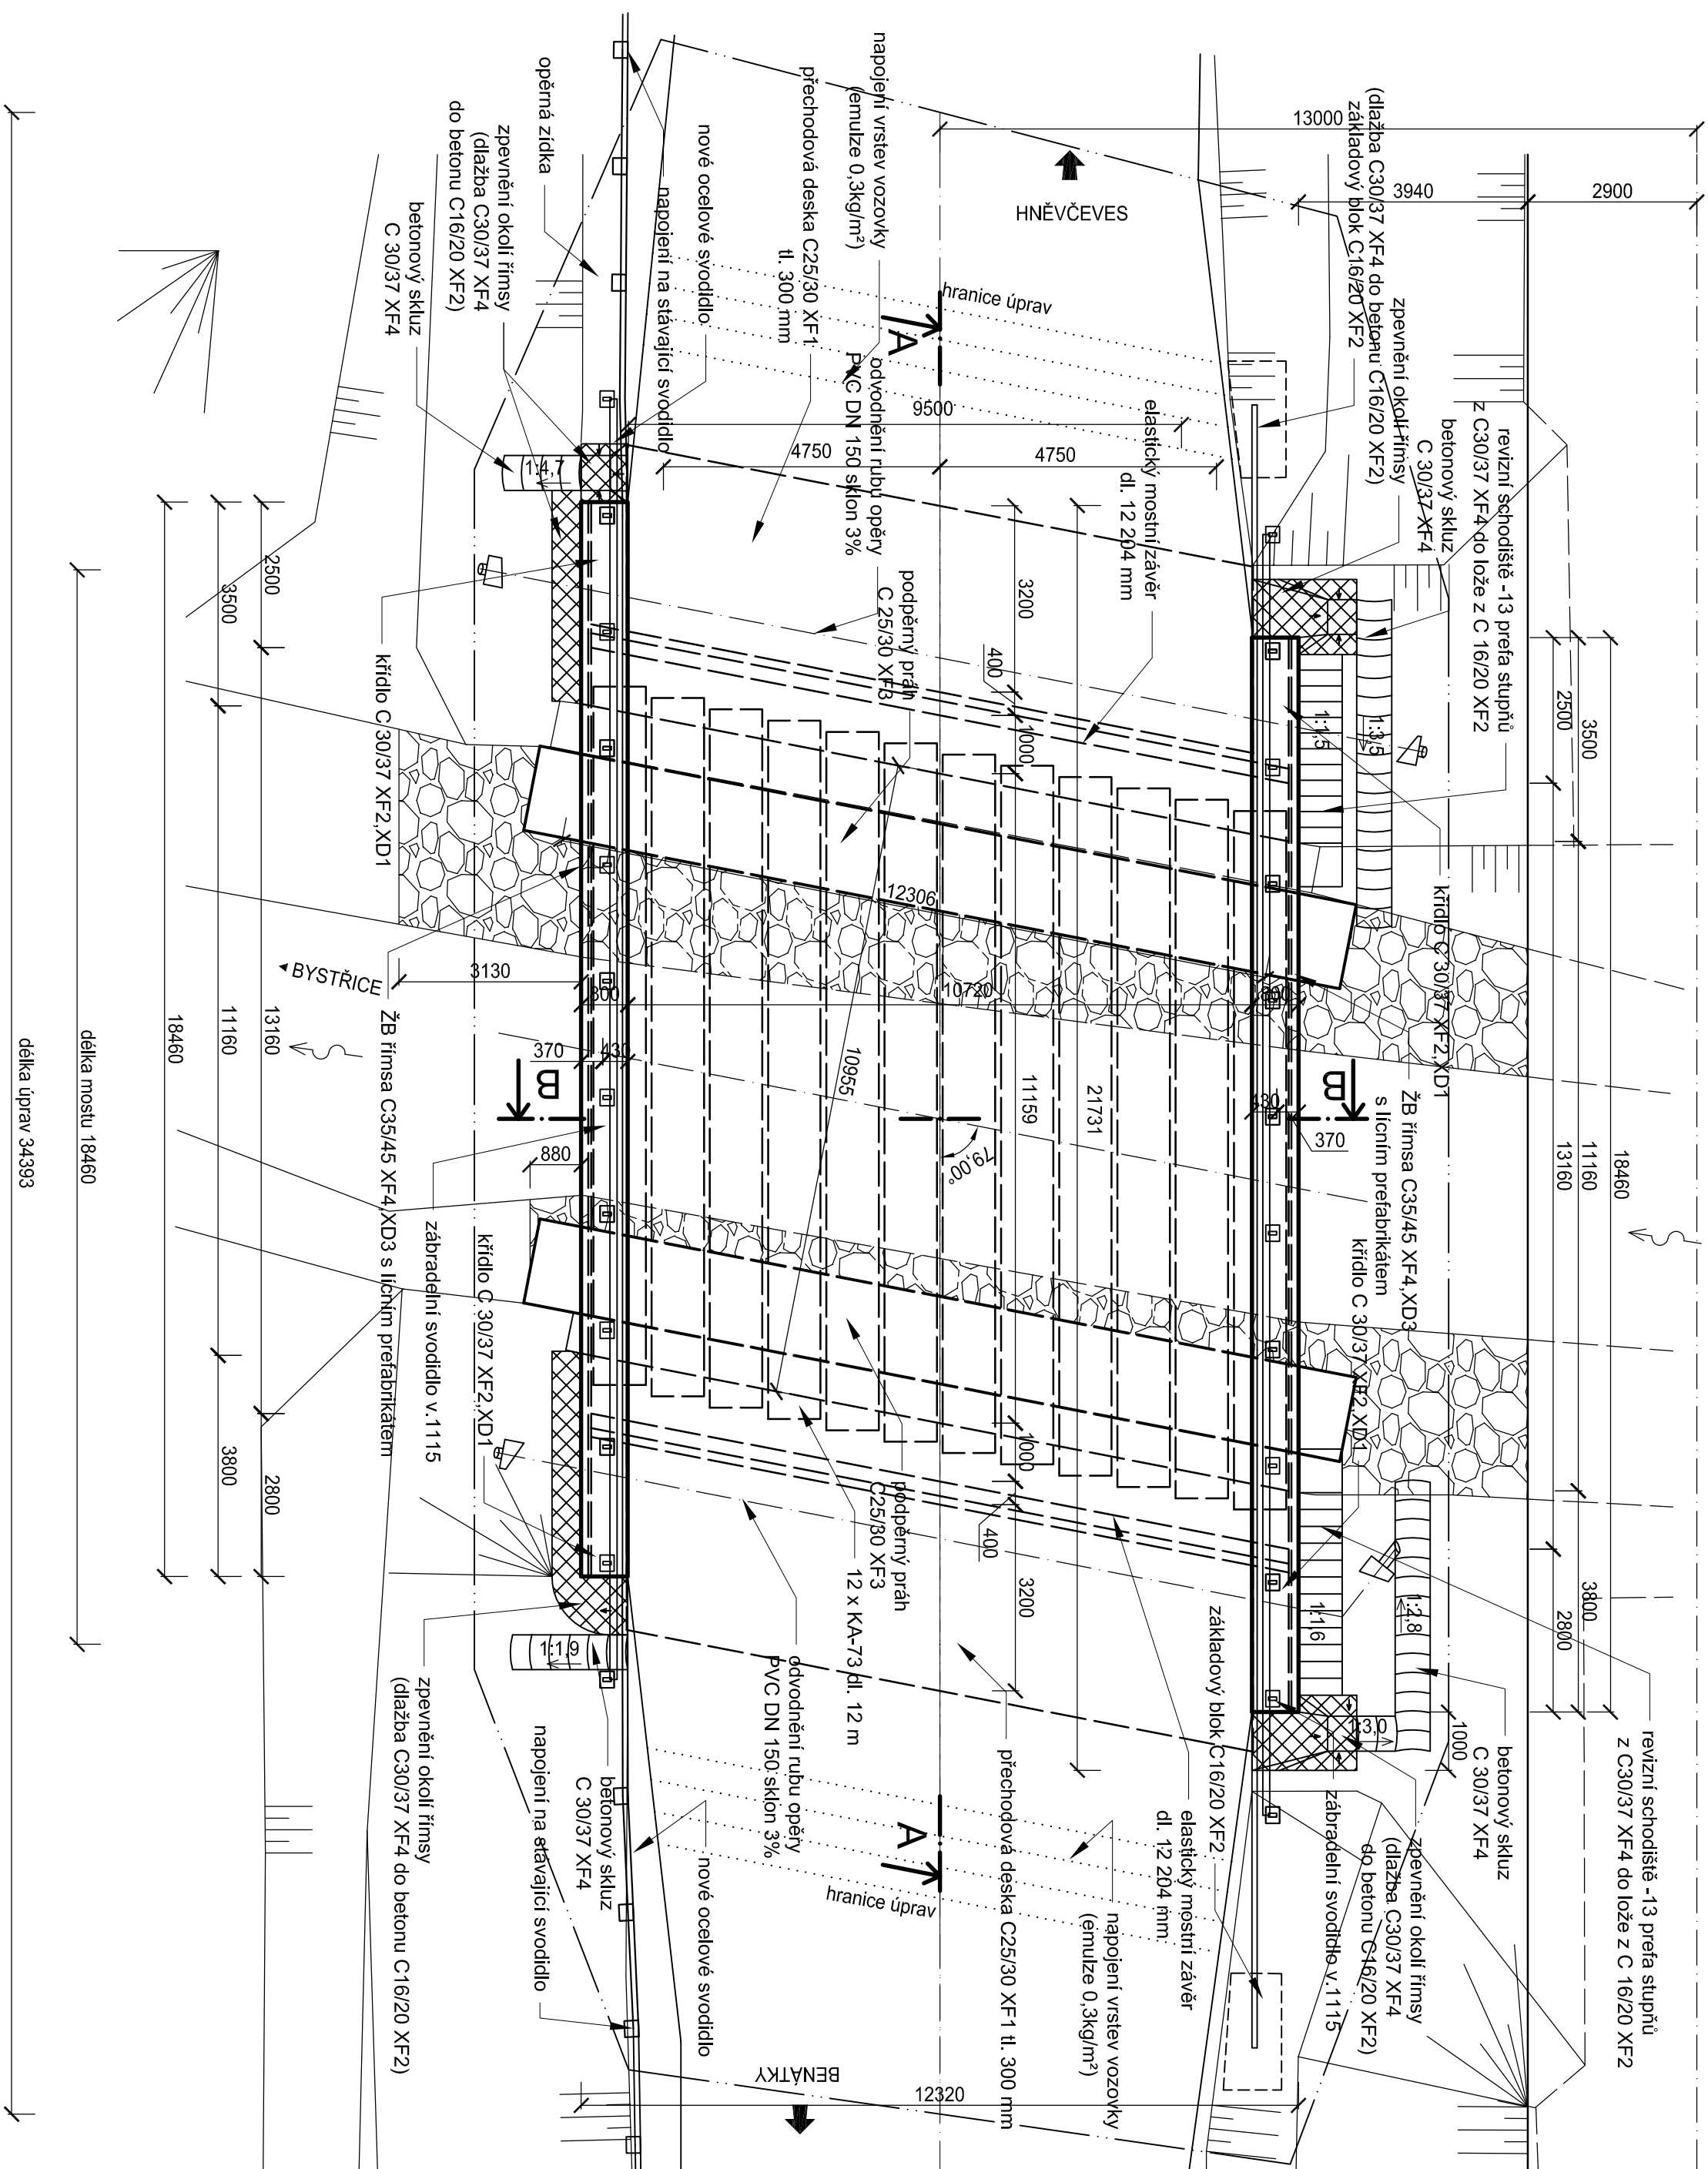 13000
3940
2900
HNĚVČEVES
hranice úprav
A
napojení vrstev vozovky
(emulze 0,3kg/m²)
přechodová deska C25/30 XF1
tl. 300 mm
nové ocelové svodidlo
napojení na stávající svodidlo
opěrná zídka
zpevnění okolí římsy
(dlažba C30/37 XF4
do betonu C16/20 XF2)
betonový skluz
C 30/37 XF4
základový blok C16/20 XF2
zpevnění okolí římsy
(dlažba C30/37 XF4 do betonu C16/20 XF2)
betonový skluz
C 30/37 XF4
revizní schodiště -13 prefa stupňů
z C30/37 XF4 do lože z C 16/20 XF2
odvodnění rubu opěry
PVC DN 150 sklon 3%
elastický mostní závěr
dl. 12 204 mm
9500
4750
4750
1:4,7
3200
400
1000
podpěrný práh
C 25/30 XF3
křídlo C 30/37 XF2,XD1
2500
3500
2500
3500
1:1,5
1:3,5
křídlo C 30/37 XF2,XD1
12306
3130
800
10720
BYSTŘICE
370
430
B
10955
11159
21731
79,00°
B
430
370
880
ŽB římsa C35/45 XF4,XD3 s lícním prefabrikátem
ŽB římsa C35/45 XF4,XD3
s lícním prefabrikátem
13160
11160
18460
13160
11160
18460
délka mostu 18460
délka úprav 34393
zábradelní svodidlo v.1115
křídlo C 30/37 XF2,XD1
křídlo C 30/37 XF2,XD1
3800
2800
3800
2800
1000
400
3200
podpěrný práh
C25/30 XF3
12 x KA-73 dl. 12 m
odvodnění rubu opěry
PVC DN 150 sklon 3%
základový blok C16/20 XF2
elastický mostní závěr
dl. 12 204 mm
přechodová deska C25/30 XF1 tl. 300 mm
napojení vrstev vozovky
(emulze 0,3kg/m²)
1:1,6
1:2,8
1:3,0
1000
1:1,9
betonový skluz
C 30/37 XF4
revizní schodiště -13 prefa stupňů
z C30/37 XF4 do lože z C 16/20 XF2
zpevnění okolí římsy
(dlažba C30/37 XF4
do betonu C16/20 XF2)
zábradelní svodidlo v.1115
zpevnění okolí římsy
(dlažba C30/37 XF4 do betonu C16/20 XF2)
betonový skluz
C 30/37 XF4
napojení na stávající svodidlo
nové ocelové svodidlo
A
hranice úprav
BENÁTKY
12320